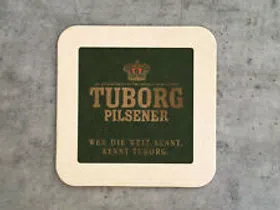 TUBORG
PILSENER
WER DIE WELT KENNT,
KENNT TUBORG.